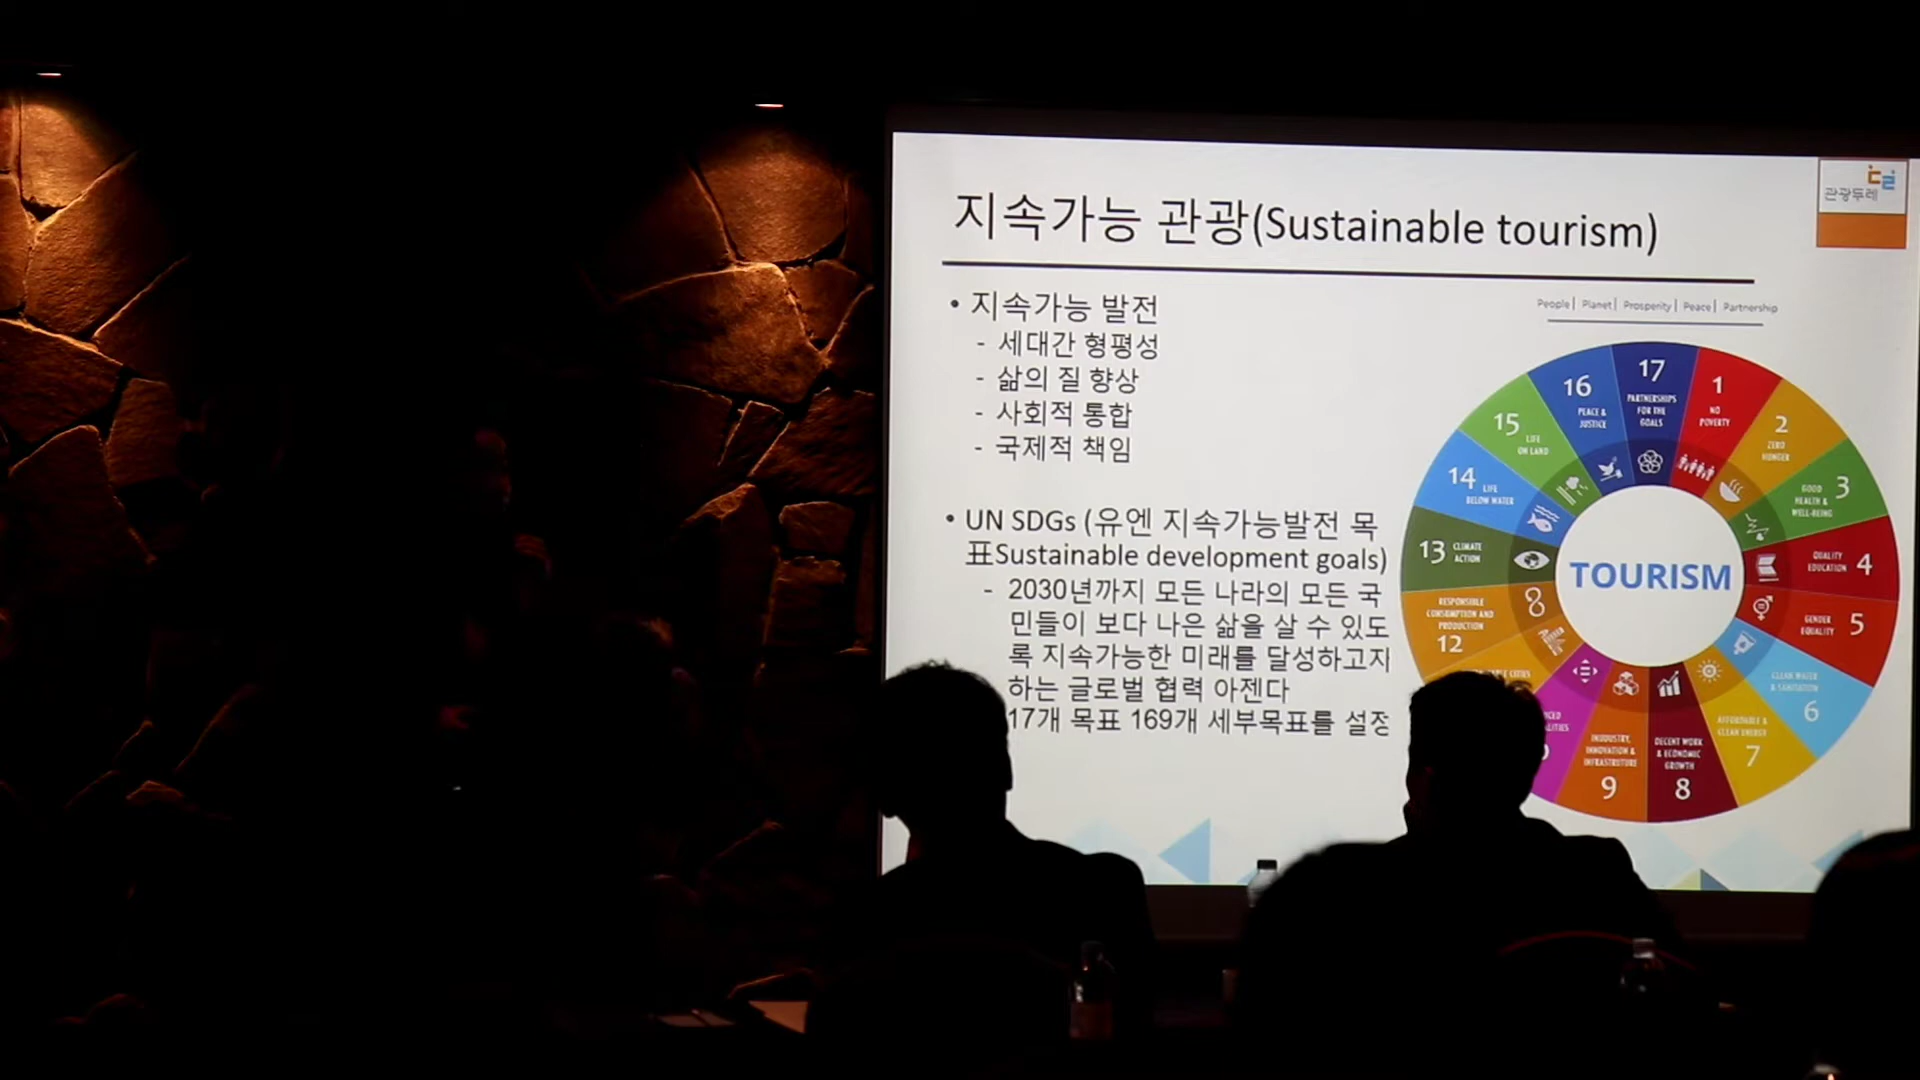 지속가능 관광(Sustainable tourism)
관광두레
• 지속가능 발전
- 세대간 형평성
- 삶의 질 향상
- 사회적 통합
- 국제적 책임
• UN SDGs (유엔 지속가능발전 목
표Sustainable development goals)
- 2030년까지 모든 나라의 모든 국
민들이 보다 나은 삶을 살 수 있도
록 지속가능한 미래를 달성하고자
하는 글로벌 협력 아젠다
17개 목표 169개 세부목표를 설정
People | Planet | Prosperity | Peace | Partnership
TOURISM
1
NO
POVERTY
2
ZERO
HUNGER
3
GOOD
HEALTH &
WELL-BEING
4
QUALITY
EDUCATION
5
GENDER
EQUALITY
6
CLEAN WATER
& SANITATION
7
AFFORDABLE &
CLEAN ENERGY
8
DECENT WORK
& ECONOMIC
GROWTH
9
INDUSTRY,
INNOVATION &
INFRASTRUTURE
CITIES
12
RESPONSIBLE
CONSUMPTION AND
PRODUCTION
13
CLIMATE
ACTION
14
LIFE
BELOW WATER
15
LIFE
ON LAND
16
PEACE &
JUSTICE
17
PARTNERSHIPS
FOR THE
GOALS